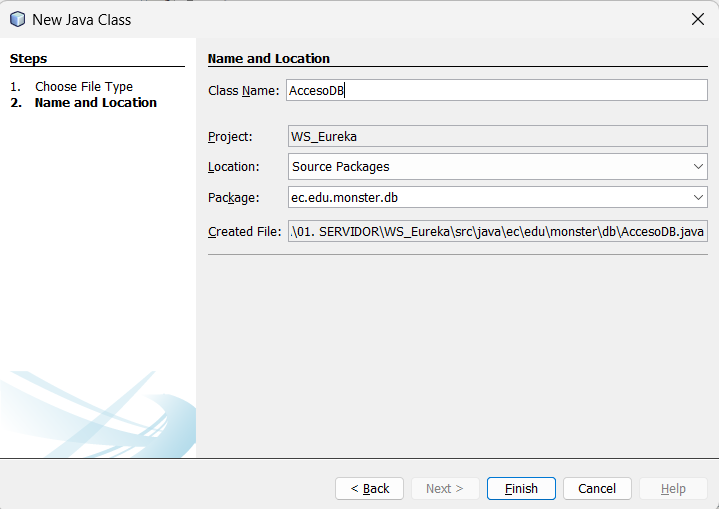 New Java Class
Steps
1. Choose File Type
2. Name and Location
Name and Location
Class Name: AccesoDB
Project: WS_Eureka
Location: Source Packages
Package: ec.edu.monster.db
Created File: .\01. SERVIDOR\WS_Eureka\src\java\ec\edu\monster\db\AccesoDB.java
< Back Next > Finish Cancel Help